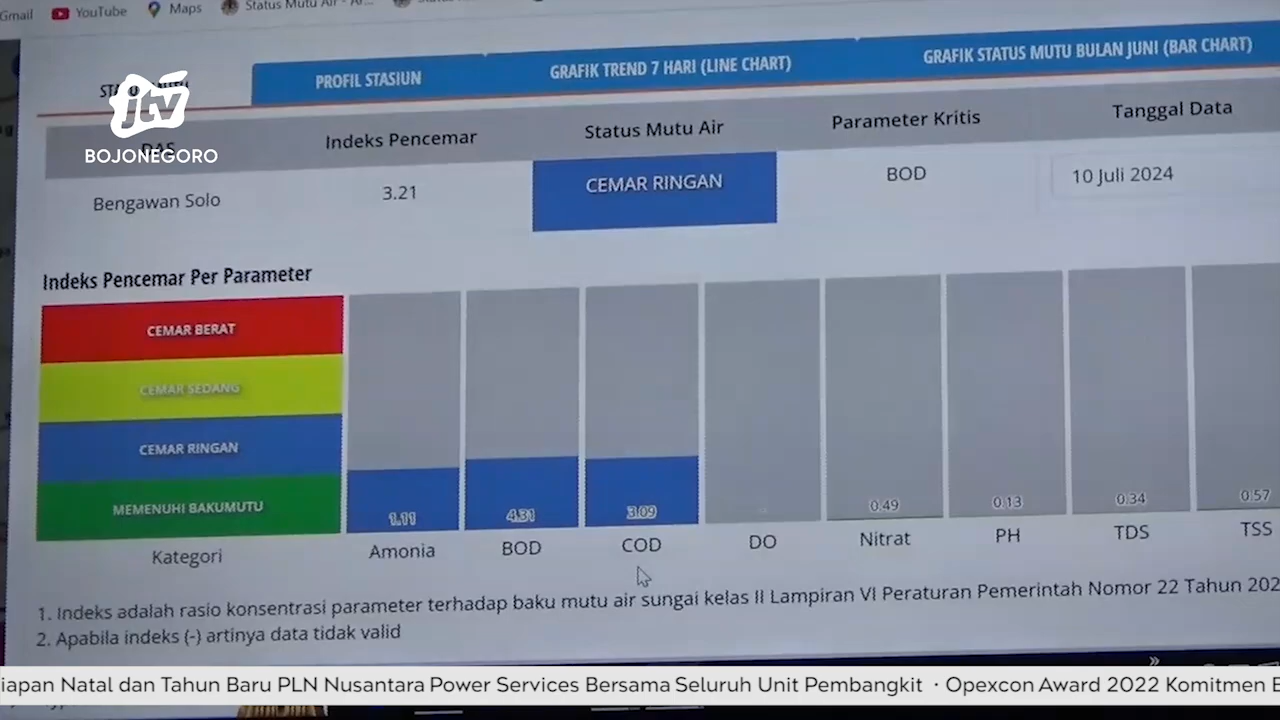 Gmail YouTube Maps Status Mutu Air - Ar...
PROFIL STASIUN GRAFIK TREND 7 HARI (LINE CHART) GRAFIK STATUS MUTU BULAN JUNI (BAR CHART)
jtv
BOJONEGORO
DAS Indeks Pencemar Status Mutu Air Parameter Kritis Tanggal Data
Bengawan Solo 3.21 CEMAR RINGAN BOD 10 Juli 2024
Indeks Pencemar Per Parameter
CEMAR BERAT
CEMAR SEDANG
CEMAR RINGAN
MEMENUHI BAKUMUTU 1.11 4.31 3.09 - 0.49 0.13 0.34 0.57
Kategori Amonia BOD COD DO Nitrat PH TDS TSS
1. Indeks adalah rasio konsentrasi parameter terhadap baku mutu air sungai kelas II Lampiran VI Peraturan Pemerintah Nomor 22 Tahun 202
2. Apabila indeks (-) artinya data tidak valid
iapan Natal dan Tahun Baru PLN Nusantara Power Services Bersama Seluruh Unit Pembangkit · Opexcon Award 2022 Komitmen B